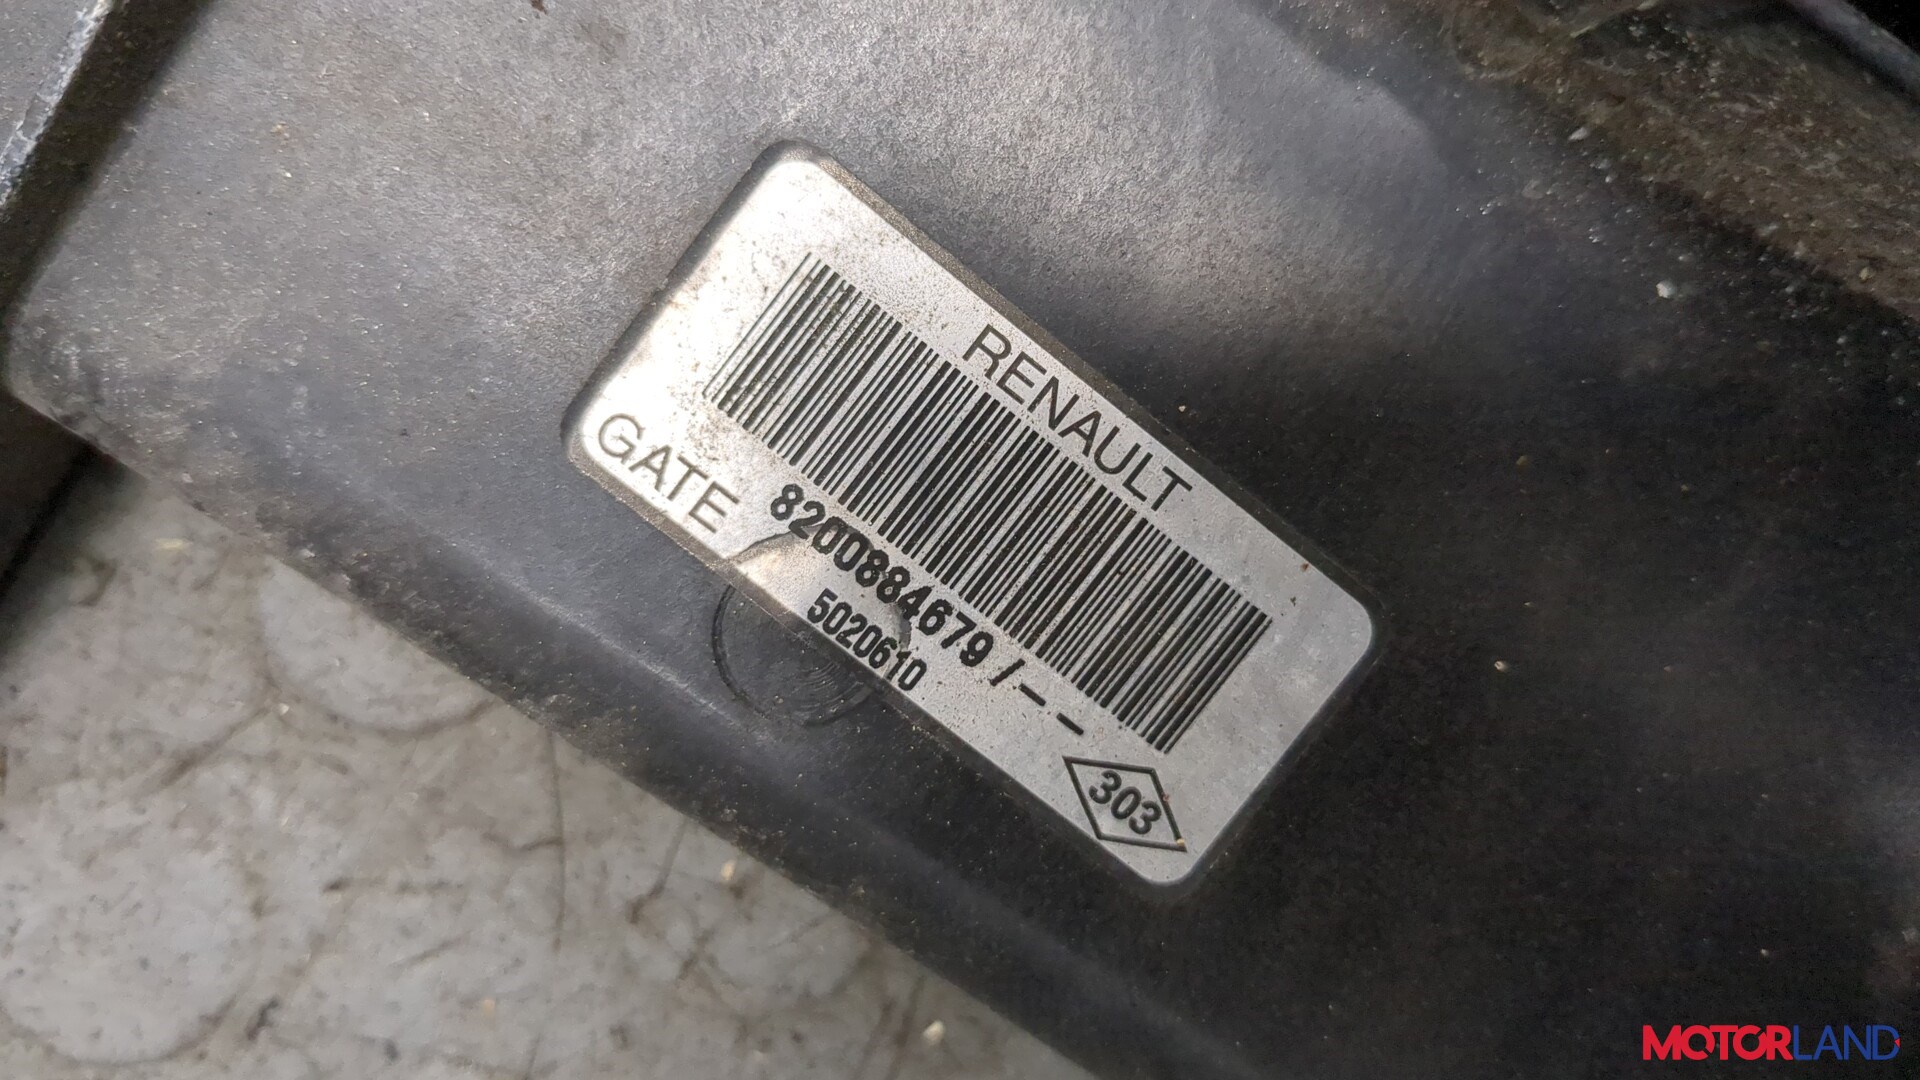 RENAULT
GATE
8200884679/--
5020610
303
MOTORLAND